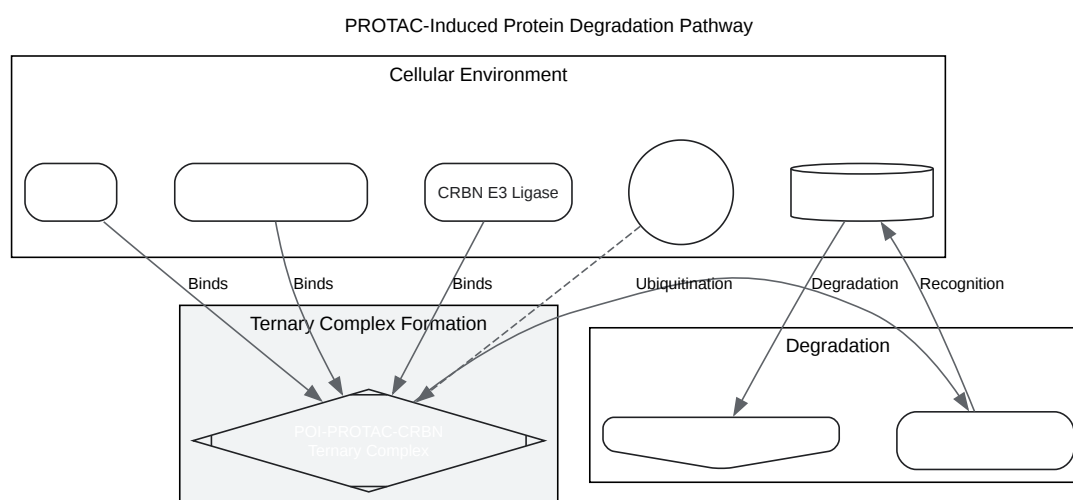 PROTAC-Induced Protein Degradation Pathway
Cellular Environment
CRBN E3 Ligase
Binds
Binds
Binds
Ubiquitination
Degradation
Recognition
Ternary Complex Formation
Degradation
POI-PROTAC-CRBN
Ternary Complex